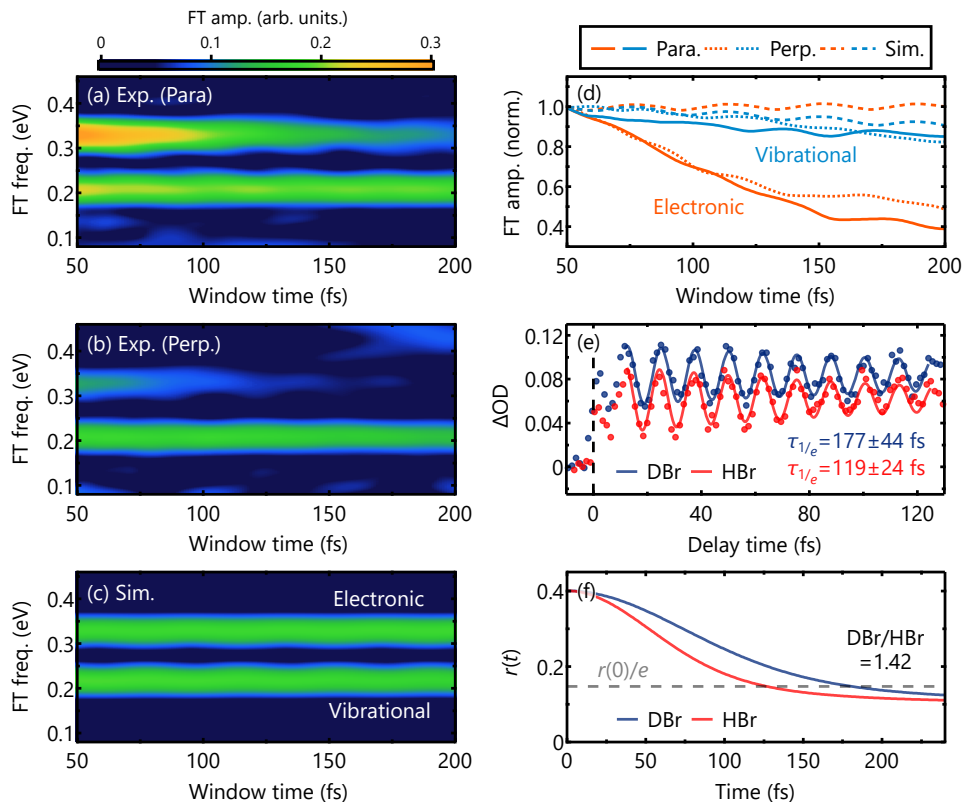 FT amp. (arb. units.)
0 0.1 0.2 0.3
(a) Exp. (Para)
FT freq. (eV)
0.4
0.3
0.2
0.1
50 100 150 200
Window time (fs)
(b) Exp. (Perp.)
FT freq. (eV)
0.4
0.3
0.2
0.1
50 100 150 200
Window time (fs)
(c) Sim.
Electronic
Vibrational
FT freq. (eV)
0.4
0.3
0.2
0.1
50 100 150 200
Window time (fs)
Para. Perp. Sim.
(d)
Vibrational
Electronic
FT amp. (norm.)
1.0
0.8
0.6
0.4
50 100 150 200
Window time (fs)
(e)
ΔOD
0.12
0.08
0.04
0
τ1/e=177±44 fs
DBr HBr τ1/e=119±24 fs
0 20 40 60 80 100 120
Delay time (fs)
(f)
r(t)
0.4
0.2
0
DBr/HBr
=1.42
r(0)/e
DBr HBr
0 50 100 150 200
Time (fs)